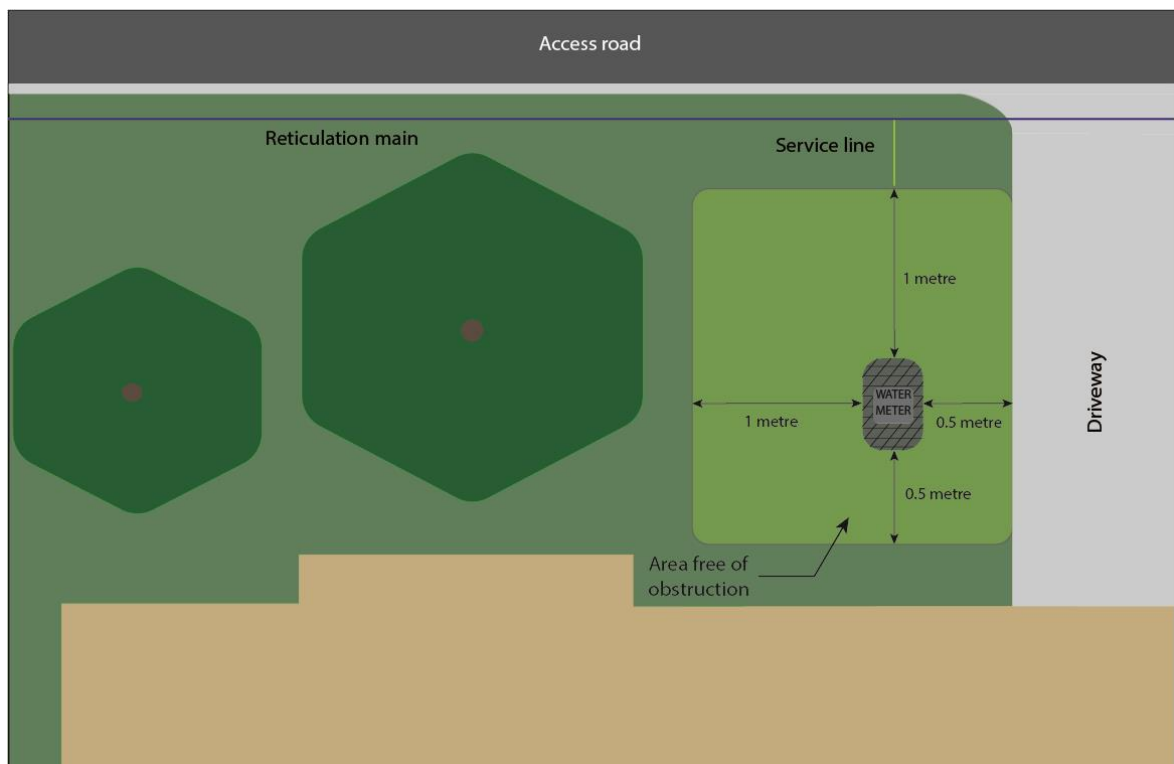 Access road
Reticulation main
Service line
1 metre
Driveway
WATER
METER
1 metre
0.5 metre
0.5 metre
Area free of
obstruction